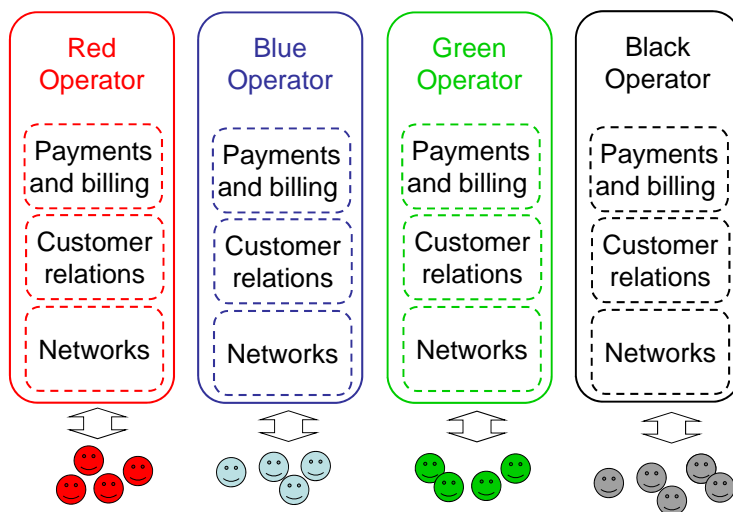 Red
Operator
Payments
and billing
Customer
relations
Networks
Blue
Operator
Payments
and billing
Customer
relations
Networks
Green
Operator
Payments
and billing
Customer
relations
Networks
Black
Operator
Payments
and billing
Customer
relations
Networks